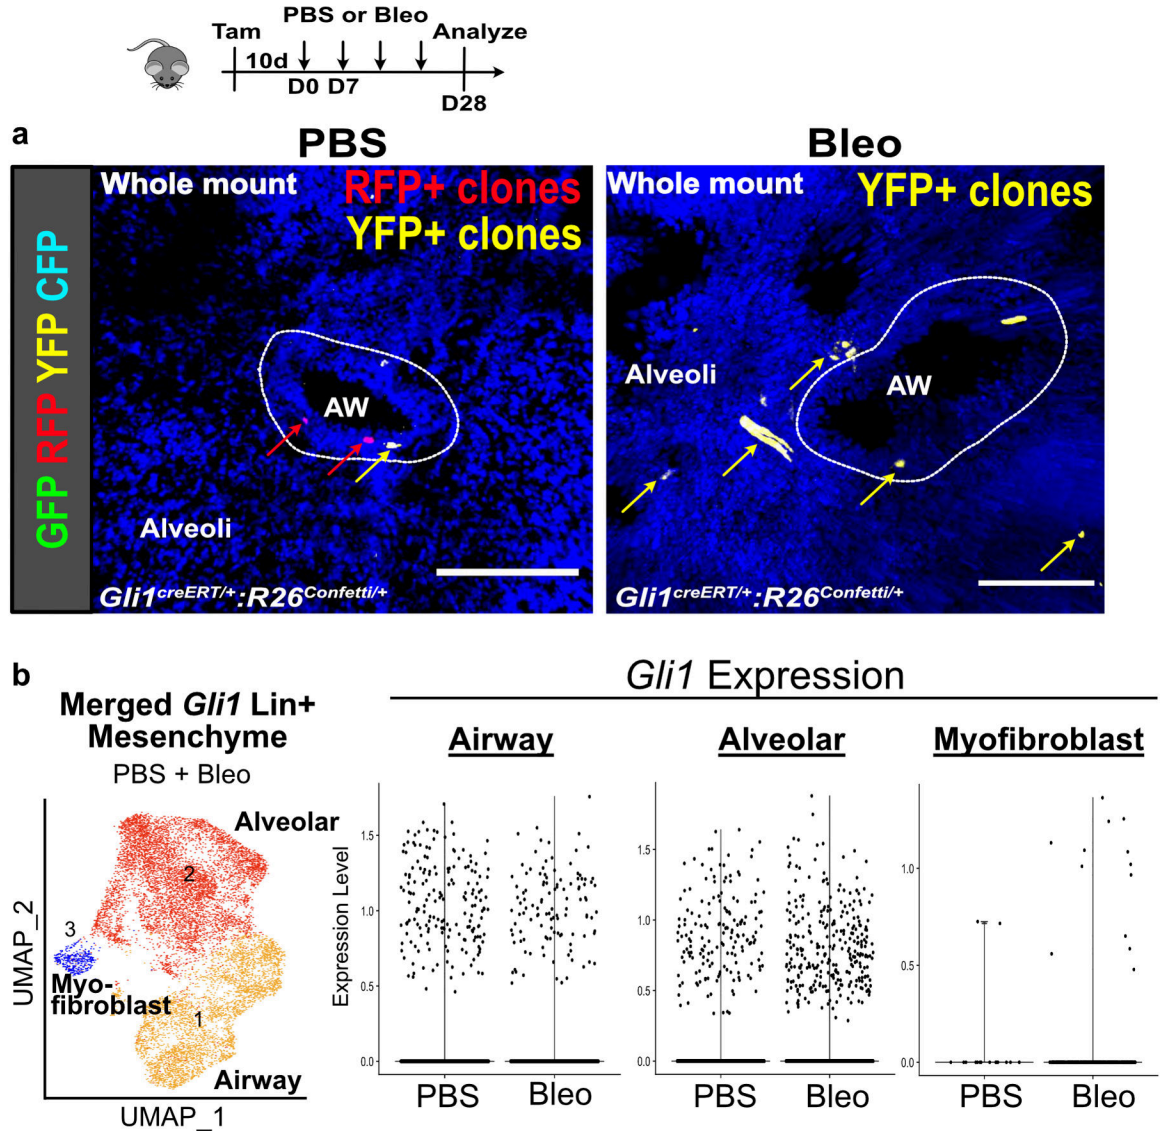 PBS or Bleo
Tam
Analyze
10d
D0 D7
D28
a
PBS
Bleo
GFP RFP YFP CFP
Whole mount
RFP+ clones
YFP+ clones
AW
Alveoli
Gli1creERT/+:R26Confetti/+
Whole mount
YFP+ clones
Alveoli
AW
Gli1creERT/+:R26Confetti/+
b
Merged Gli1 Lin+
Mesenchyme
PBS + Bleo
Alveolar
2
3
Myo-
fibroblast
1
Airway
UMAP_2
UMAP_1
Gli1 Expression
Airway
Alveolar
Myofibroblast
Expression Level
1.5
1.0
0.5
0.0
PBS
Bleo
1.5
1.0
0.5
0.0
PBS
Bleo
1.0
0.5
0.0
PBS
Bleo